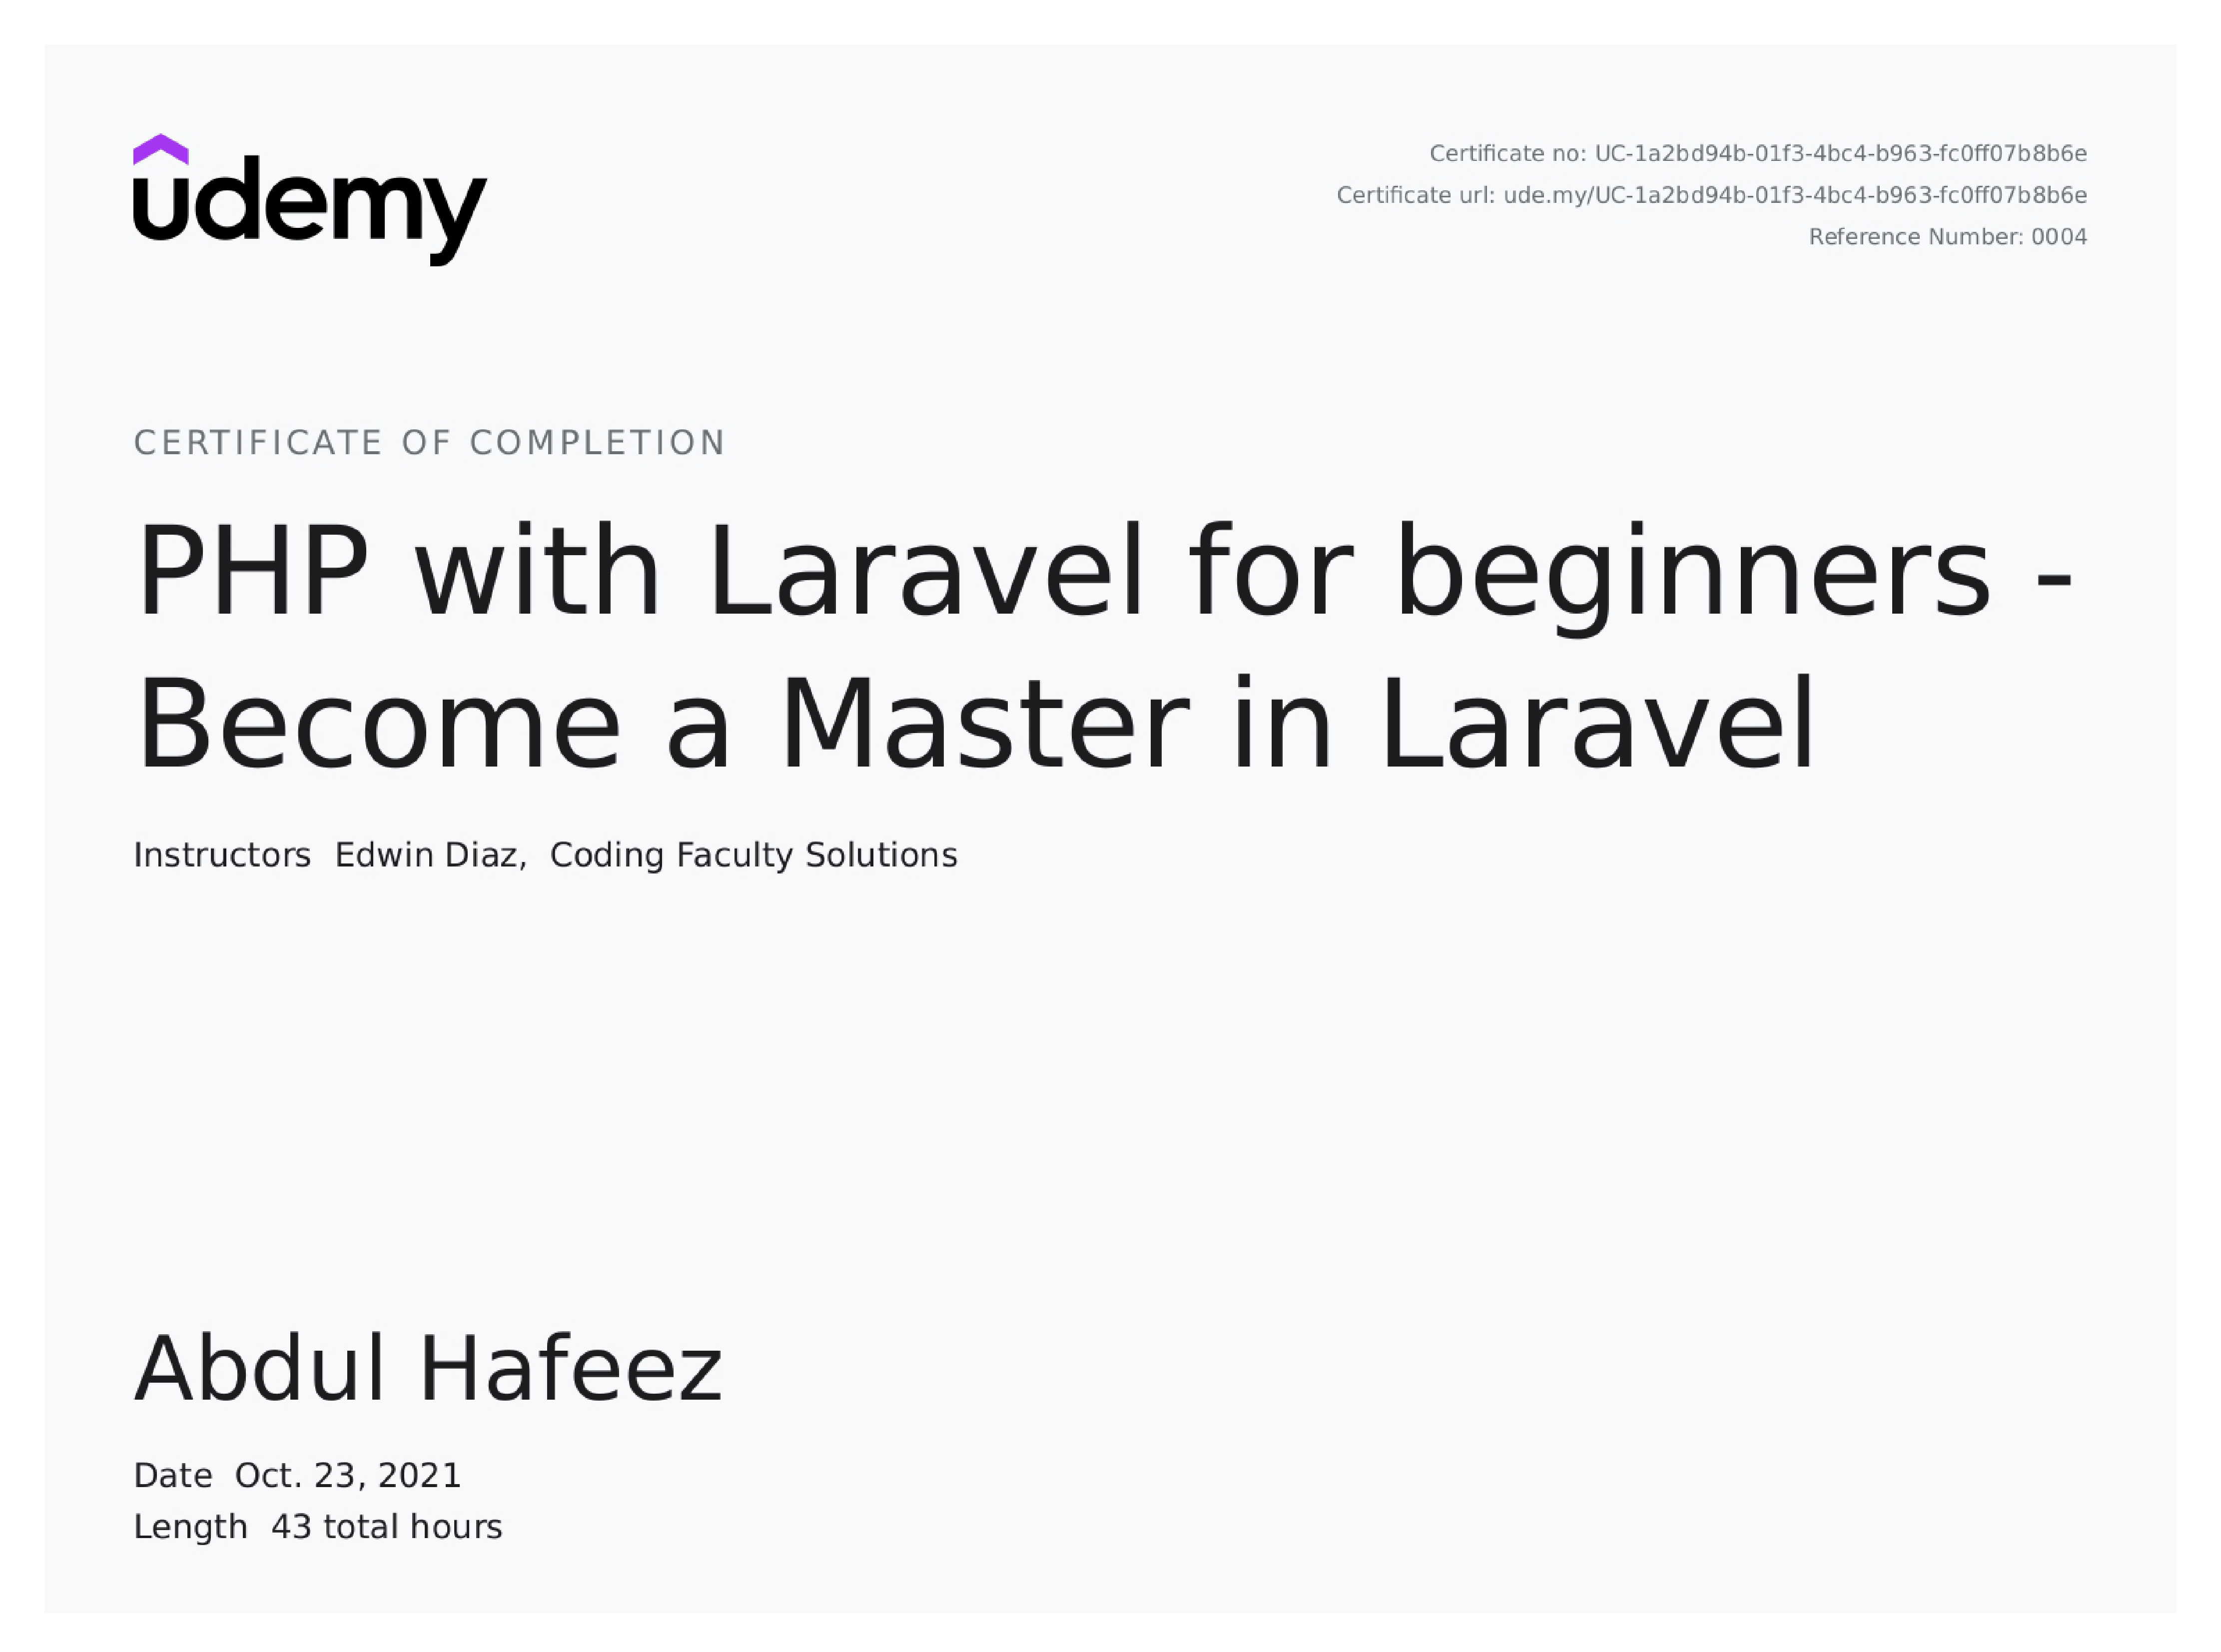 udemy
Certificate no: UC-1a2bd94b-01f3-4bc4-b963-fc0ff07b8b6e
Certificate url: ude.my/UC-1a2bd94b-01f3-4bc4-b963-fc0ff07b8b6e
Reference Number: 0004
CERTIFICATE OF COMPLETION
PHP with Laravel for beginners -
Become a Master in Laravel
Instructors Edwin Diaz, Coding Faculty Solutions
Abdul Hafeez
Date Oct. 23, 2021
Length 43 total hours